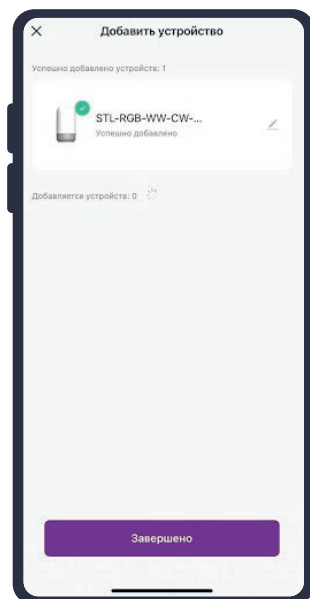 Добавить устройство
Успешно добавлено устройств: 1
STL-RGB-WW-CW-...
Успешно добавлено
Добавляется устройств: 0
Завершено